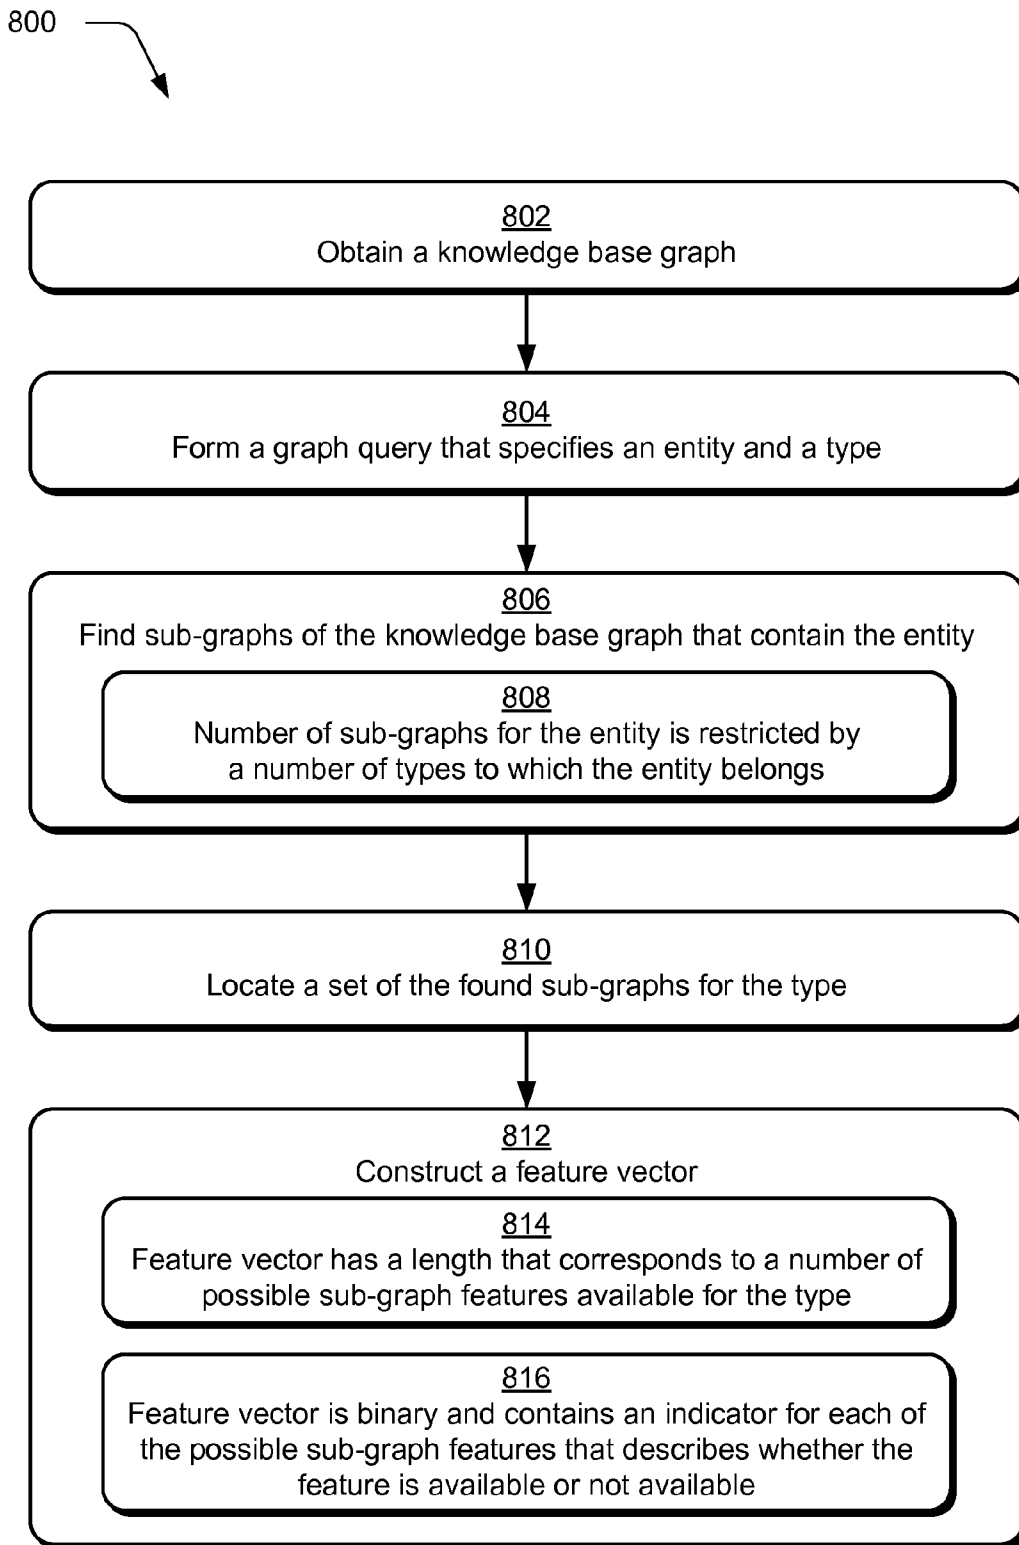 800
802
Obtain a knowledge base graph
804
Form a graph query that specifies an entity and a type
806
Find sub-graphs of the knowledge base graph that contain the entity
808
Number of sub-graphs for the entity is restricted by
a number of types to which the entity belongs
810
Locate a set of the found sub-graphs for the type
812
Construct a feature vector
814
Feature vector has a length that corresponds to a number of
possible sub-graph features available for the type
816
Feature vector is binary and contains an indicator for each of
the possible sub-graph features that describes whether the
feature is available or not available